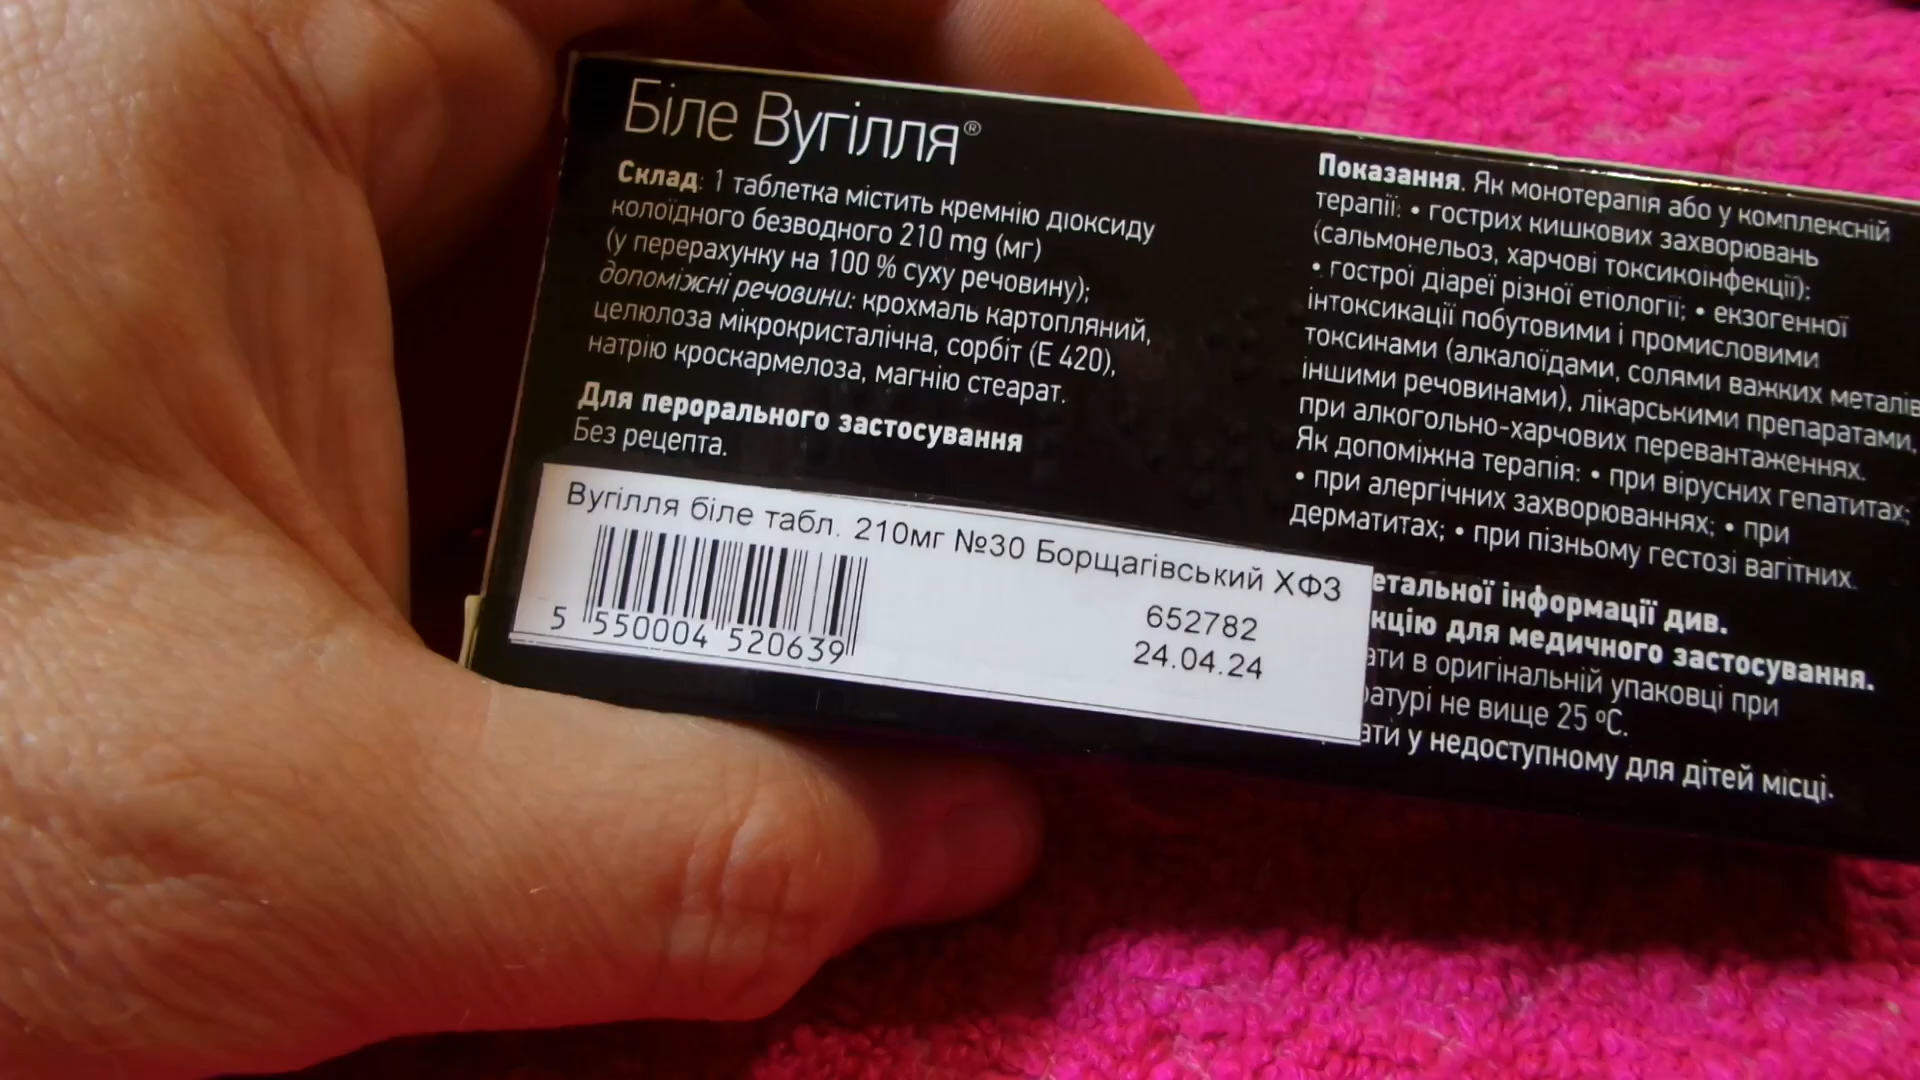 Біле Вугілля®
Склад: 1 таблетка містить кремнію діоксиду
колоїдного безводного 210 mg (мг)
(у перерахунку на 100 % суху речовину);
допоміжні речовини: крохмаль картопляний,
целюлоза мікрокристалічна, сорбіт (Е 420),
натрію кроскармелоза, магнію стеарат.
Для перорального застосування
Без рецепта.
Вугілля біле табл. 210мг №30 Борщагівський ХФЗ
652782
24.04.24
5 550004 520639
Показання. Як монотерапія або у комплексній
терапії: • гострих кишкових захворювань
(сальмонельоз, харчові токсикоінфекції);
• гострої діареї різної етіології; • екзогенної
інтоксикації побутовими і промисловими
токсинами (алкалоїдами, солями важких металів
іншими речовинами), лікарськими препаратами,
при алкогольно-харчових перевантаженнях.
Як допоміжна терапія: • при вірусних гепатитах;
• при алергічних захворюваннях; • при
дерматитах; • при пізньому гестозі вагітних.
етальної інформації див.
кцію для медичного застосування.
ати в оригінальній упаковці при
ратурі не вище 25 ºС.
ати у недоступному для дітей місці.